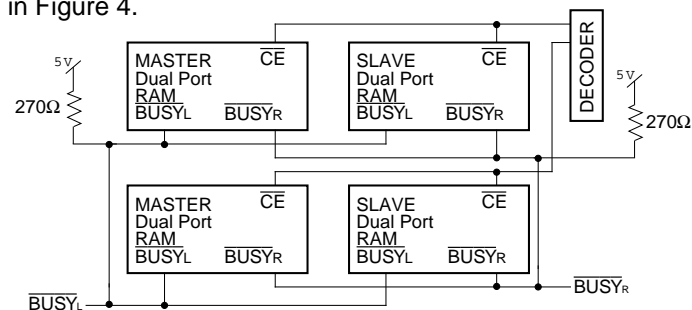 in Figure 4.
5V
270Ω
MASTER
Dual Port
RAM
BUSYL
CE
BUSYR
SLAVE
Dual Port
RAM
BUSYL
CE
BUSYR
DECODER
5V
270Ω
MASTER
Dual Port
RAM
BUSYL
CE
BUSYR
SLAVE
Dual Port
RAM
BUSYL
CE
BUSYR
BUSYL
BUSYR